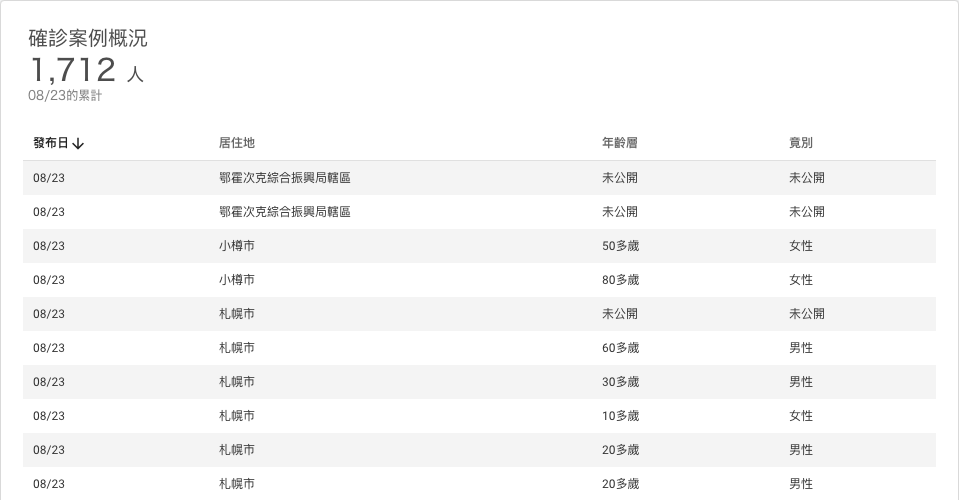 確診案例概況
1,712 人
08/23的累計
發布日↓ 居住地 年齡層 竟別
08/23 鄂霍次克綜合振興局轄區 未公開 未公開
08/23 鄂霍次克綜合振興局轄區 未公開 未公開
08/23 小樽市 50多歲 女性
08/23 小樽市 80多歲 女性
08/23 札幌市 未公開 未公開
08/23 札幌市 60多歲 男性
08/23 札幌市 30多歲 男性
08/23 札幌市 10多歲 女性
08/23 札幌市 20多歲 男性
08/23 札幌市 20多歲 男性